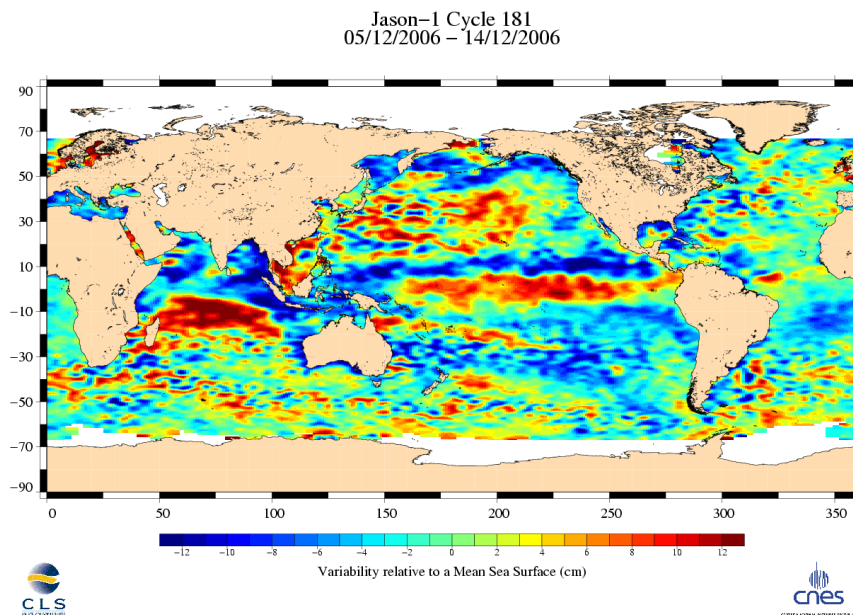 Jason−1 Cycle 181
05/12/2006 − 14/12/2006
90
70
50
30
10
−10
−30
−50
−70
−90
0 50 100 150 200 250 300 350
−12 −10 −8 −6 −4 −2 0 2 4 6 8 10 12
Variability relative to a Mean Sea Surface (cm)
CLS
cnes